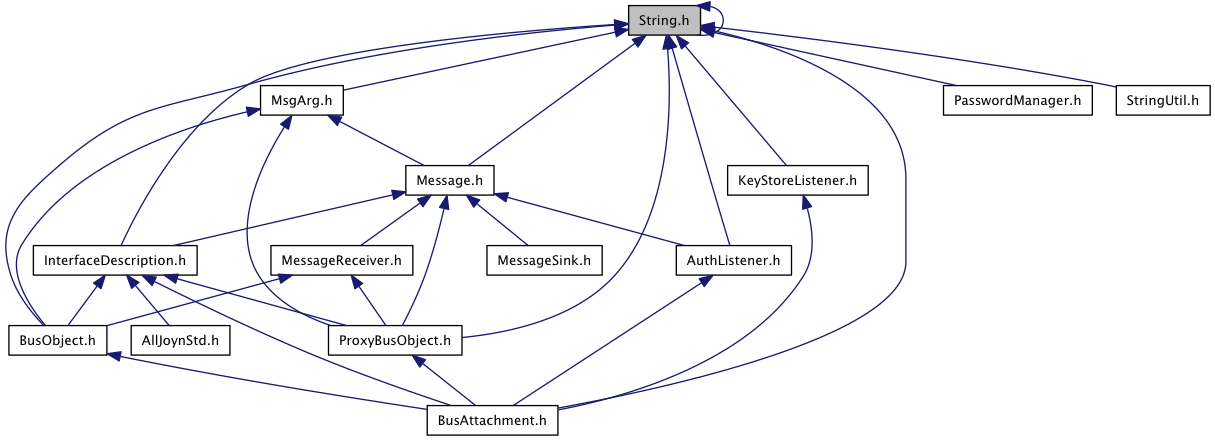 String.h
MsgArg.h
PasswordManager.h
StringUtil.h
Message.h
KeyStoreListener.h
InterfaceDescription.h
MessageReceiver.h
MessageSink.h
AuthListener.h
BusObject.h
AllJoynStd.h
ProxyBusObject.h
BusAttachment.h